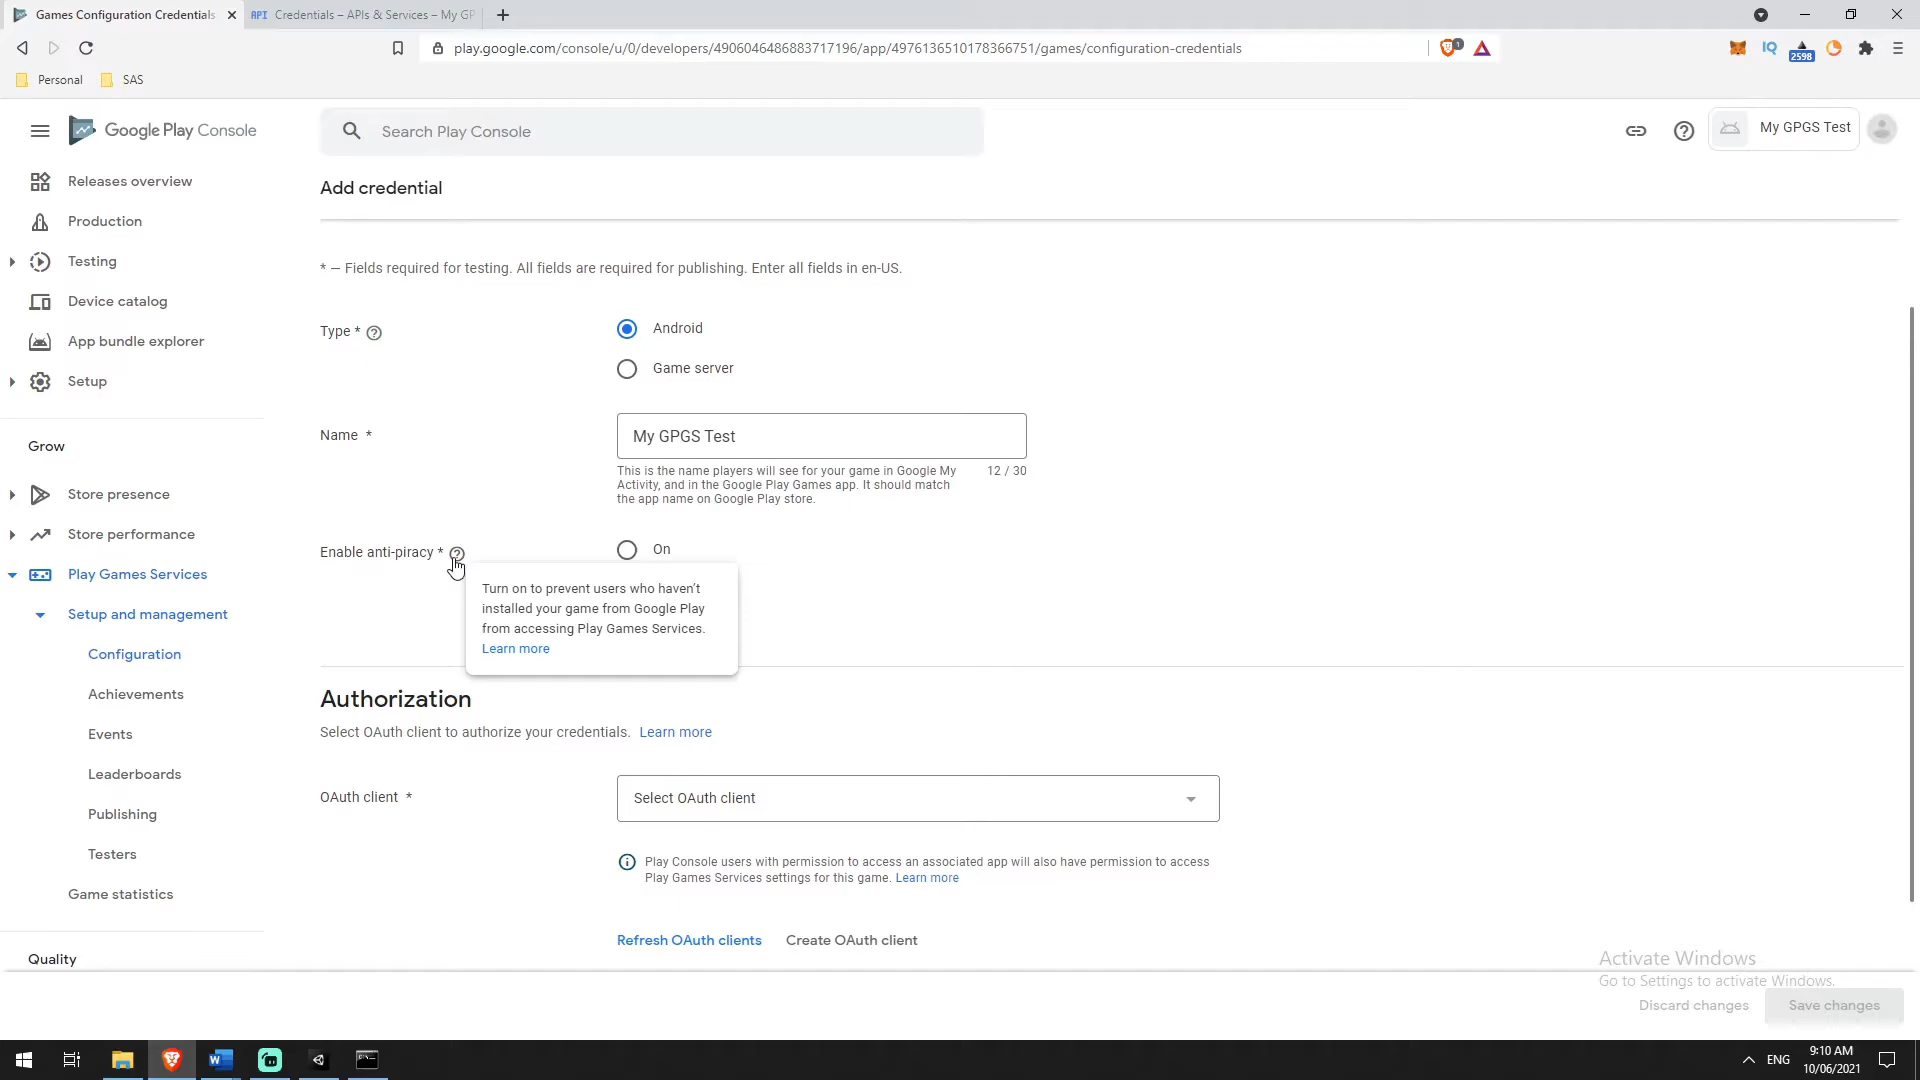 Games Configuration Credentials
API Credentials – APIs & Services – My GP
play.google.com/console/u/0/developers/4906046486883717196/app/4976136510178366751/games/configuration-credentials
1
IQ
2598
Personal
SAS
Google Play Console
Search Play Console
My GPGS Test
Releases overview
Production
Testing
Device catalog
App bundle explorer
Setup
Grow
Store presence
Store performance
Play Games Services
Setup and management
Configuration
Achievements
Events
Leaderboards
Publishing
Testers
Game statistics
Quality
Add credential
* — Fields required for testing. All fields are required for publishing. Enter all fields in en-US.
Type *
Android
Game server
Name *
My GPGS Test
This is the name players will see for your game in Google My
Activity, and in the Google Play Games app. It should match
the app name on Google Play store.
12 / 30
Enable anti-piracy *
On
Turn on to prevent users who haven't
installed your game from Google Play
from accessing Play Games Services.
Learn more
Authorization
Select OAuth client to authorize your credentials. Learn more
OAuth client *
Select OAuth client
Play Console users with permission to access an associated app will also have permission to access
Play Games Services settings for this game. Learn more
Refresh OAuth clients
Create OAuth client
Activate Windows
Go to Settings to activate Windows.
Discard changes
Save changes
ENG
9:10 AM
10/06/2021